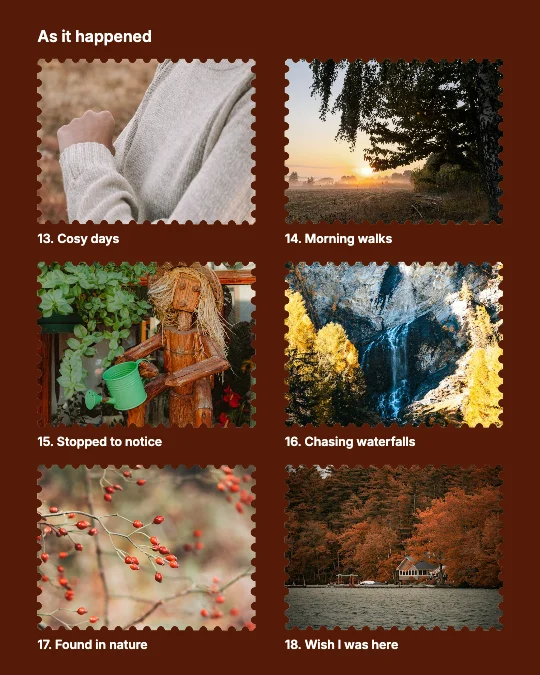 As it happened
13. Cosy days
14. Morning walks
15. Stopped to notice
16. Chasing waterfalls
17. Found in nature
18. Wish I was here